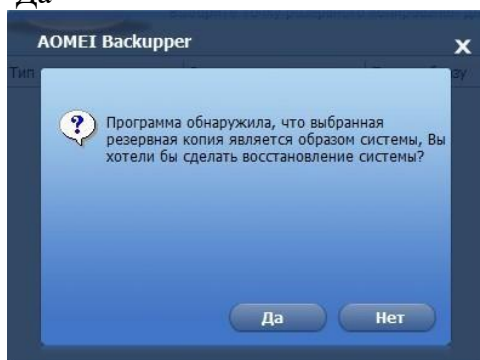 Да
AOMEI Backupper
X
Тип
Программа обнаружила, что выбранная
резервная копия является образом системы, Вы
хотели бы сделать восстановление системы?
Да
Нет